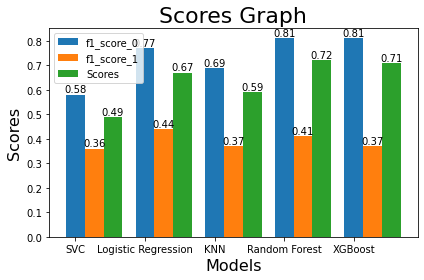 Scores Graph
f1_score_0
f1_score_1
Scores
0.58
0.36
0.49
0.77
0.44
0.67
0.69
0.37
0.59
0.81
0.41
0.72
0.81
0.37
0.71
Scores
0.8
0.7
0.6
0.5
0.4
0.3
0.2
0.1
0.0
SVC
Logistic Regression
KNN
Random Forest
XGBoost
Models